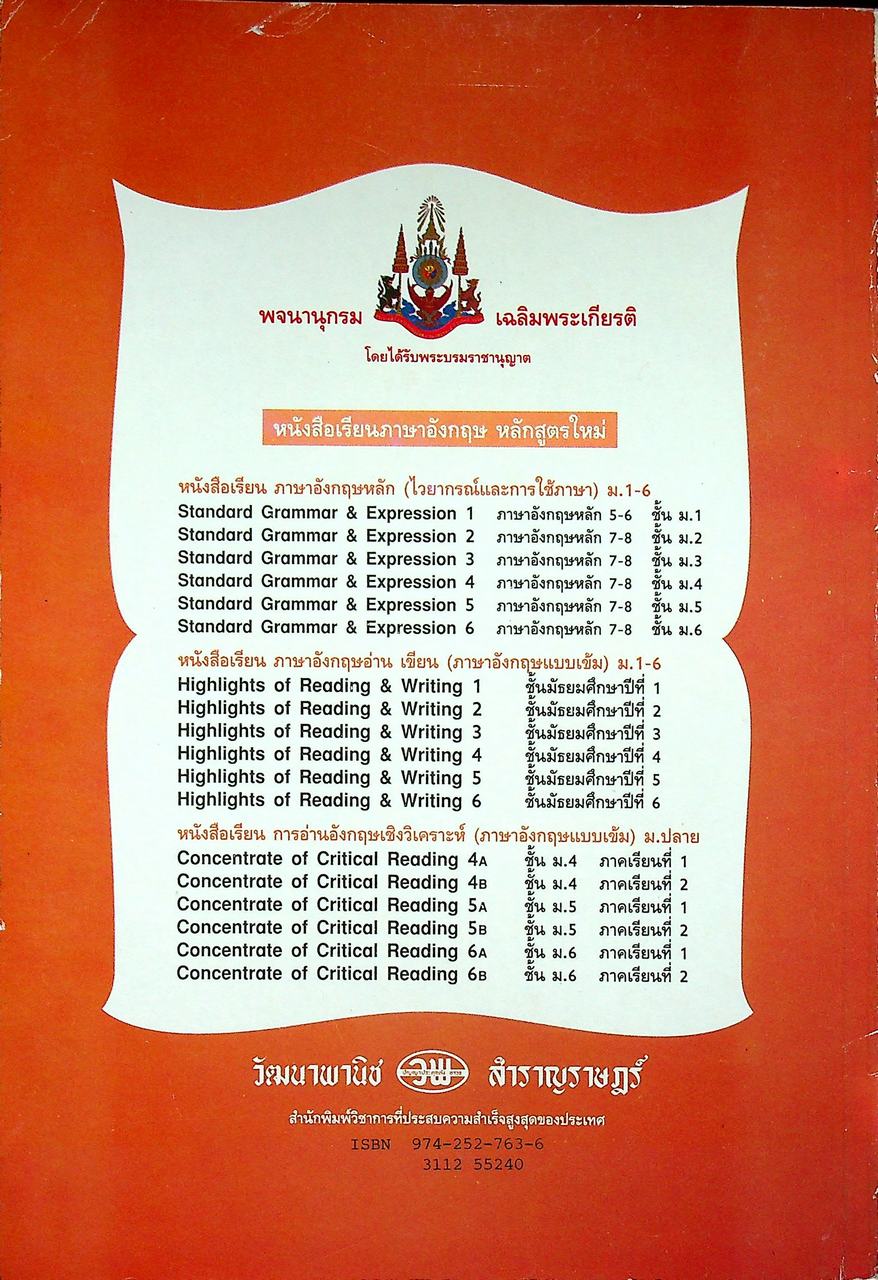 พจนานุกรม เฉลิมพระเกียรติ
โดยได้รับพระบรมราชานุญาต
หนังสือเรียนภาษาอังกฤษ หลักสูตรใหม่
หนังสือเรียน ภาษาอังกฤษหลัก (ไวยากรณ์และการใช้ภาษา) ม.1-6
Standard Grammar & Expression 1 ภาษาอังกฤษหลัก 5-6 ชั้น ม.1
Standard Grammar & Expression 2 ภาษาอังกฤษหลัก 7-8 ชั้น ม.2
Standard Grammar & Expression 3 ภาษาอังกฤษหลัก 7-8 ชั้น ม.3
Standard Grammar & Expression 4 ภาษาอังกฤษหลัก 7-8 ชั้น ม.4
Standard Grammar & Expression 5 ภาษาอังกฤษหลัก 7-8 ชั้น ม.5
Standard Grammar & Expression 6 ภาษาอังกฤษหลัก 7-8 ชั้น ม.6
หนังสือเรียน ภาษาอังกฤษอ่าน เขียน (ภาษาอังกฤษแบบเข้ม) ม.1-6
Highlights of Reading & Writing 1 ชั้นมัธยมศึกษาปีที่ 1
Highlights of Reading & Writing 2 ชั้นมัธยมศึกษาปีที่ 2
Highlights of Reading & Writing 3 ชั้นมัธยมศึกษาปีที่ 3
Highlights of Reading & Writing 4 ชั้นมัธยมศึกษาปีที่ 4
Highlights of Reading & Writing 5 ชั้นมัธยมศึกษาปีที่ 5
Highlights of Reading & Writing 6 ชั้นมัธยมศึกษาปีที่ 6
หนังสือเรียน การอ่านอังกฤษเชิงวิเคราะห์ (ภาษาอังกฤษแบบเข้ม) ม.ปลาย
Concentrate of Critical Reading 4A ชั้น ม.4 ภาคเรียนที่ 1
Concentrate of Critical Reading 4B ชั้น ม.4 ภาคเรียนที่ 2
Concentrate of Critical Reading 5A ชั้น ม.5 ภาคเรียนที่ 1
Concentrate of Critical Reading 5B ชั้น ม.5 ภาคเรียนที่ 2
Concentrate of Critical Reading 6A ชั้น ม.6 ภาคเรียนที่ 1
Concentrate of Critical Reading 6B ชั้น ม.6 ภาคเรียนที่ 2
วัฒนาพานิช วพ สำราญราษฎร์
สำนักพิมพ์วิชาการที่ประสบความสำเร็จสูงสุดของประเทศ
ISBN 974-252-763-6
3112 55240